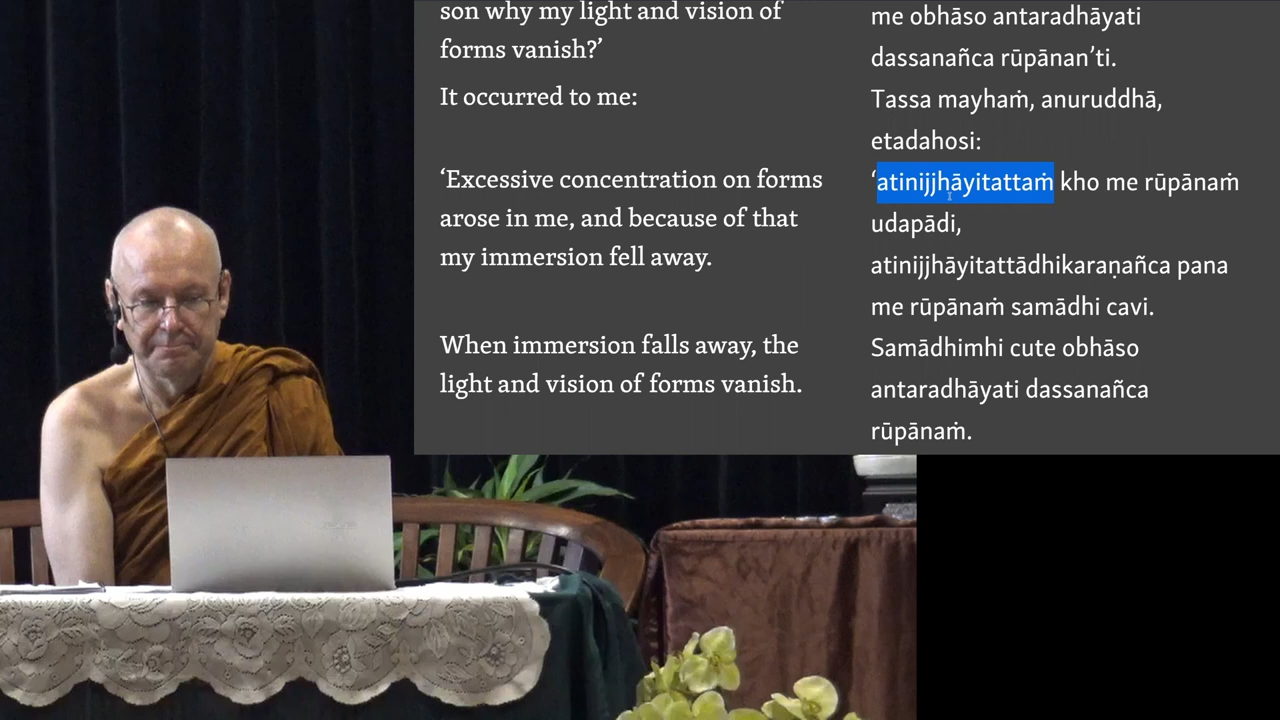 son why my light and vision of
forms vanish?’
It occurred to me:
‘Excessive concentration on forms
arose in me, and because of that
my immersion fell away.
When immersion falls away, the
light and vision of forms vanish.
me obhāso antaradhāyati
dassanañca rūpānan’ti.
Tassa mayhaṁ, anuruddhā,
etadahosi:
‘atinijjhāyitattaṁ kho me rūpānaṁ
udapādi,
atinijjhāyitattādhikaraṇañca pana
me rūpānaṁ samādhi cavi.
Samādhimhi cute obhāso
antaradhāyati dassanañca
rūpānaṁ.